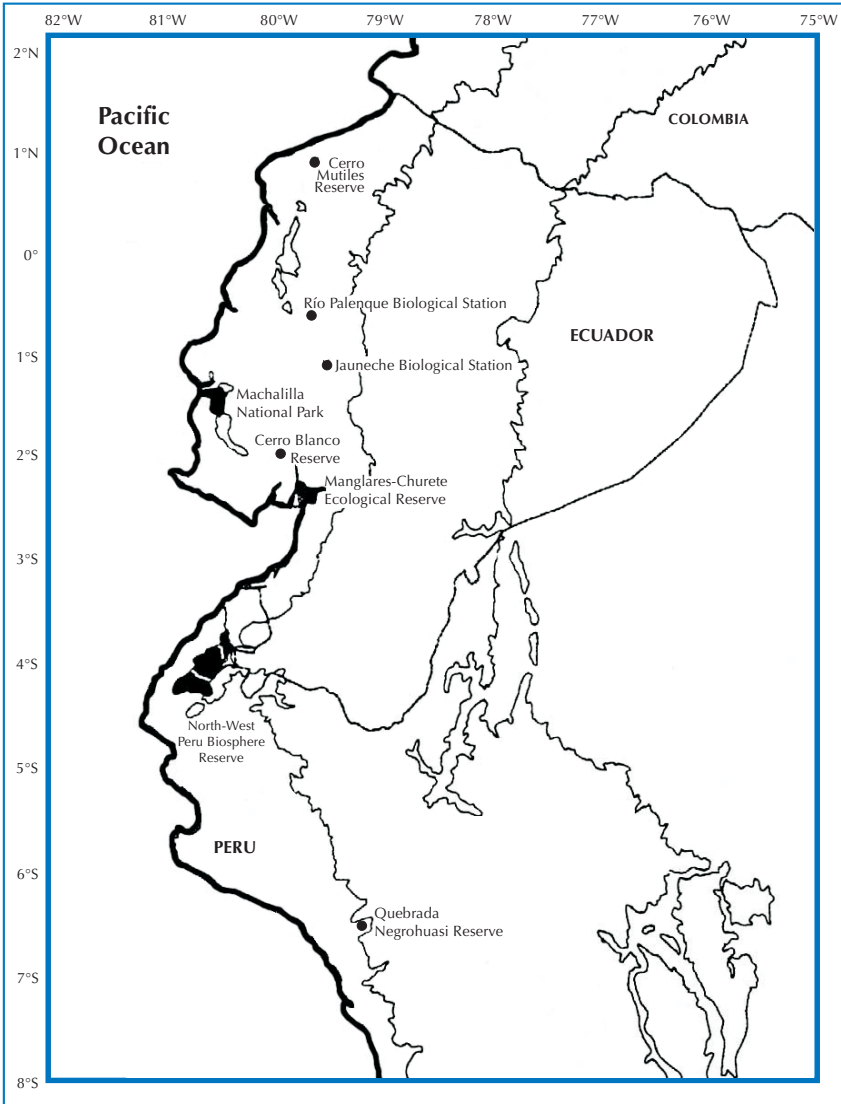 82°W 81°W 80°W 79°W 78°W 77°W 76°W 75°W
2°N
Pacific
Ocean
COLOMBIA
1°N
Cerro
Mutiles
Reserve
0°
Río Palenque Biological Station
ECUADOR
1°S
Jauneche Biological Station
Machalilla
National Park
2°S
Cerro Blanco
Reserve
Manglares-Churete
Ecological Reserve
3°S
4°S
North-West
Peru Biosphere
Reserve
5°S
PERU
6°S
Quebrada
Negrohuasi Reserve
7°S
8°S